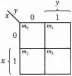 y
x y
0 1
0 m₀ m₁
x 1 m₂ m₃